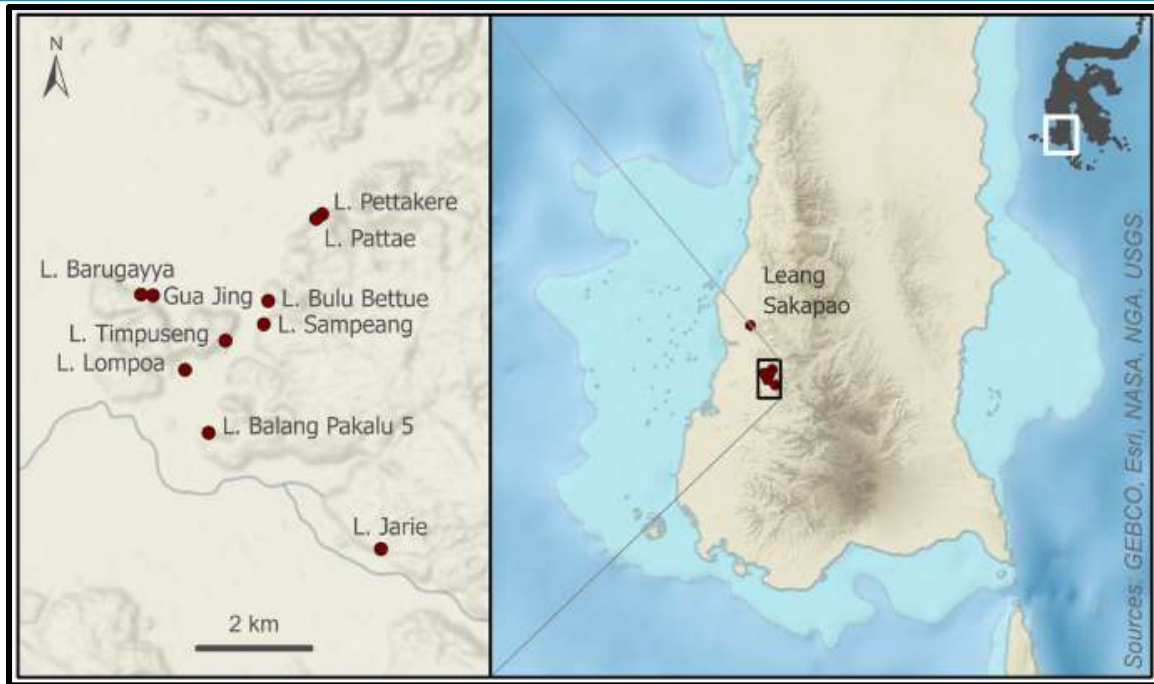 N
L. Pettakere
L. Pattae
L. Barugayya
Gua Jing
L. Bulu Bettue
L. Sampeang
L. Timpuseng
L. Lompoa
L. Balang Pakalu 5
L. Jarie
2 km
Leang
Sakapao
Sources: GEBCO, Esri, NASA, NGA, USGS.